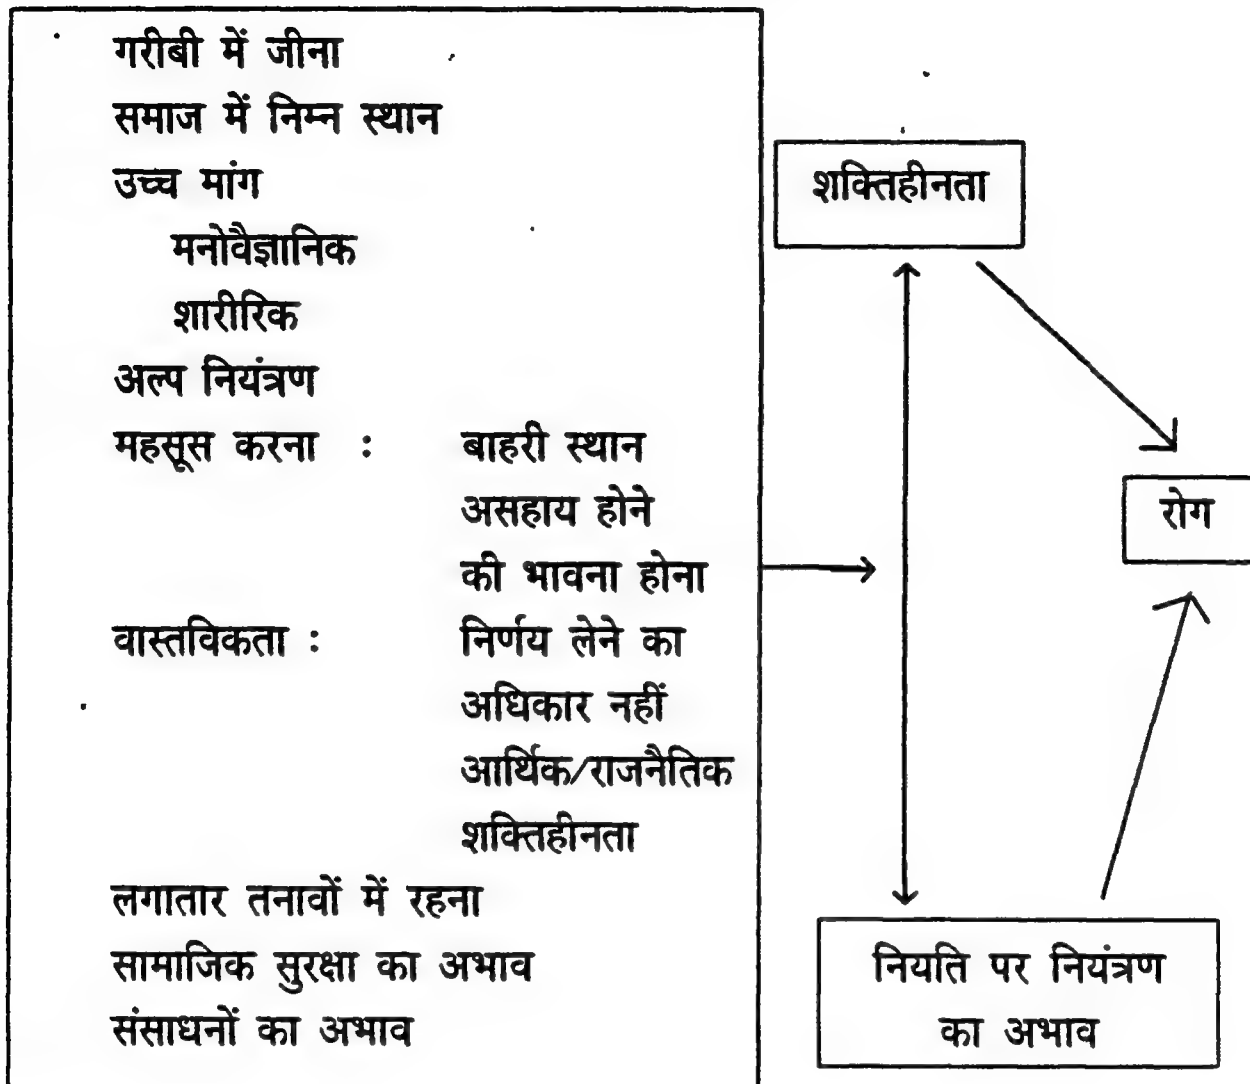 गरीबी में जीना
समाज में निम्न स्थान
उच्च मांग
मनोवैज्ञानिक
शारीरिक
अल्प नियंत्रण
महसूस करना : बाहरी स्थान
असहाय होने
की भावना होना
वास्तविकता : निर्णय लेने का
अधिकार नहीं
आर्थिक/राजनैतिक
शक्तिहीनता
लगातार तनावों में रहना
सामाजिक सुरक्षा का अभाव
संसाधनों का अभाव
शक्तिहीनता
रोग
नियति पर नियंत्रण
का अभाव